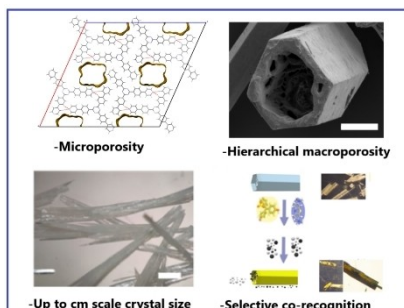 -Microporosity
-Hierarchical macroporosity
-Up to cm scale crystal size
-Selective co-recognition